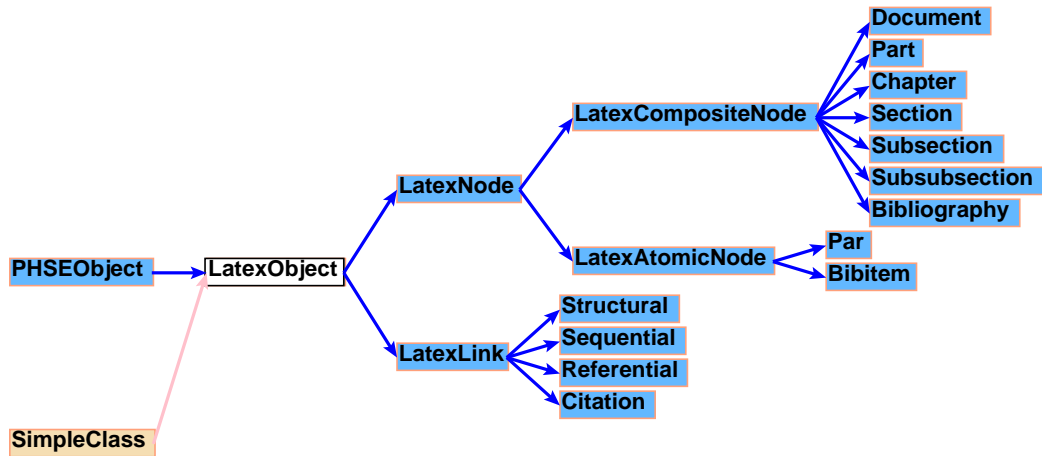 Document
Part
Chapter
LatexCompositeNode
Section
Subsection
Subsubsection
LatexNode
Bibliography
Par
LatexAtomicNode
PHSEObject
LatexObject
Bibitem
Structural
Sequential
LatexLink
Referential
Citation
SimpleClass